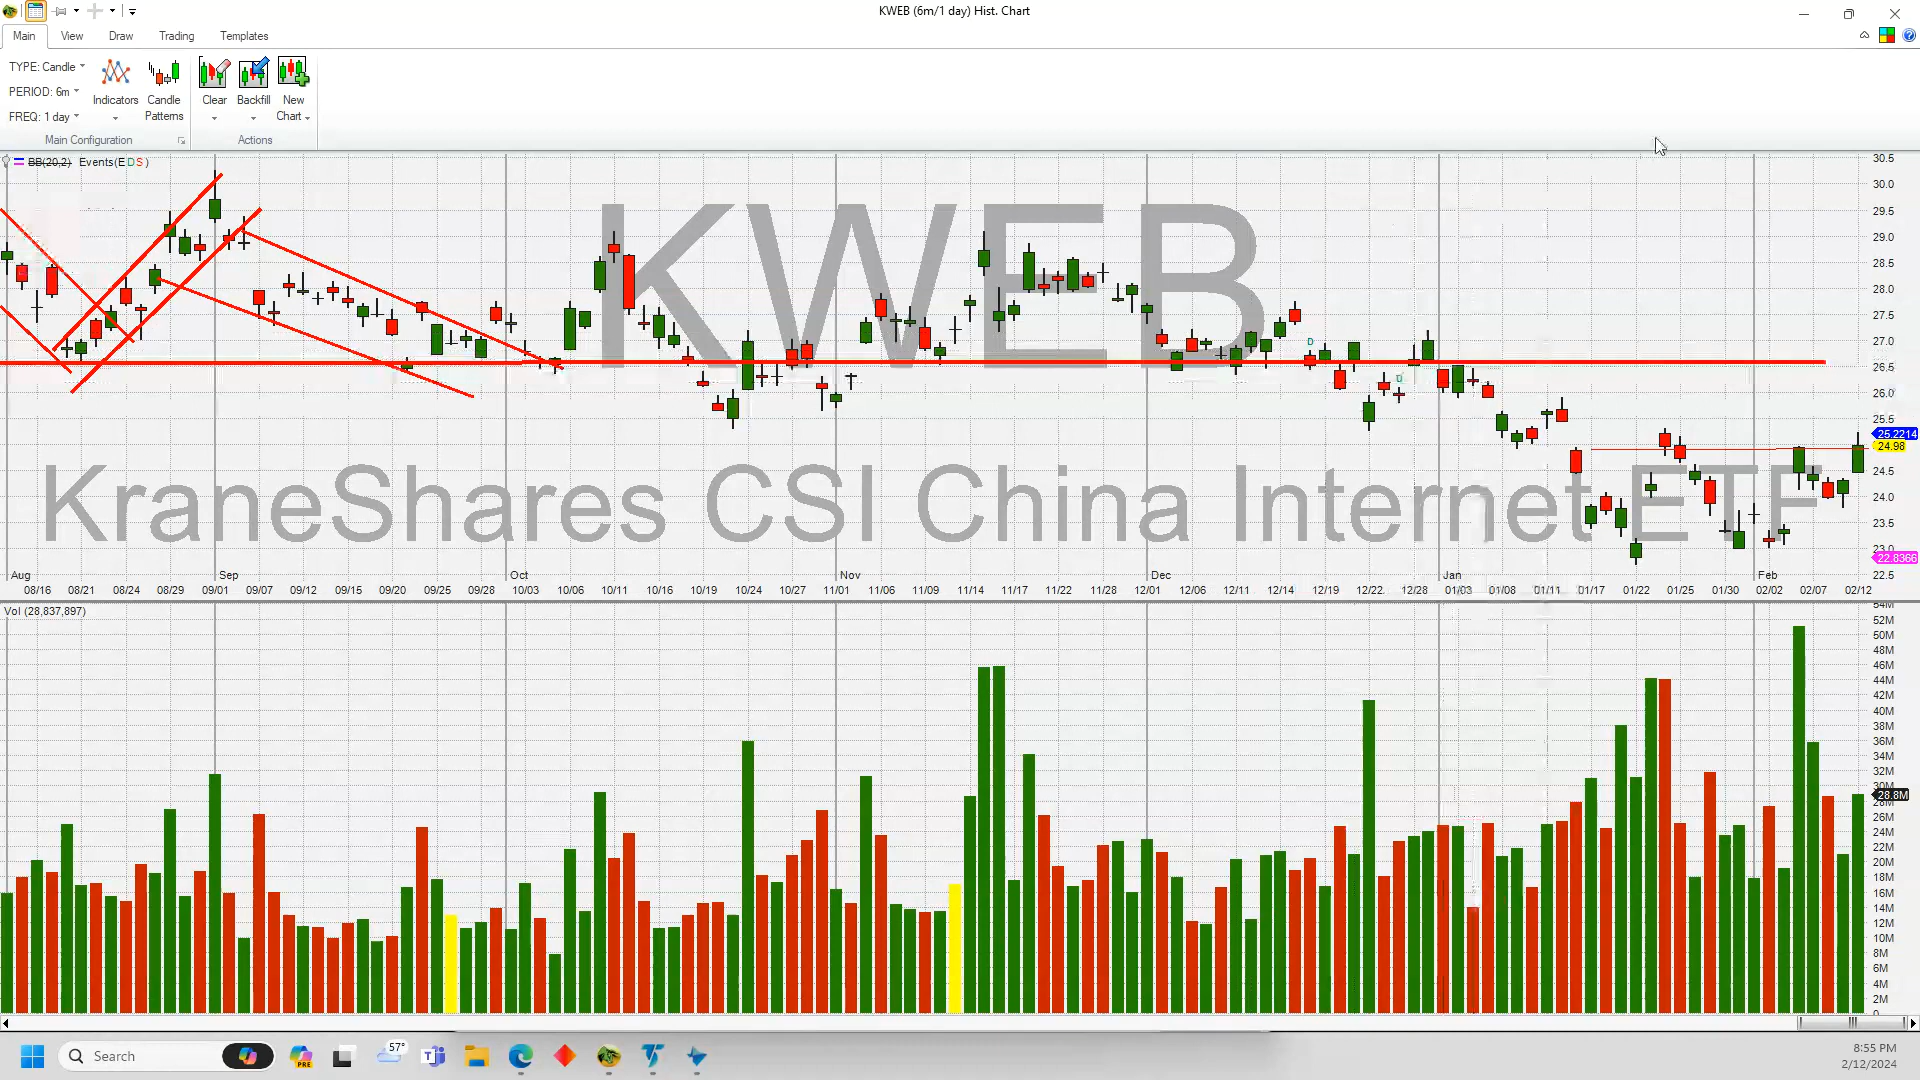 KWEB (6m/1 day) Hist. Chart
Main View Draw Trading Templates
TYPE: Candle
PERIOD: 6m
FREQ: 1 day
Indicators
Candle Patterns
Clear
Backfill
New Chart
Main Configuration
Actions
BB(20,2) Events(EDS)
KWEB
KraneShares CSI China Internet ETF
D
D
30.5
30.0
29.5
29.0
28.5
28.0
27.5
27.0
26.5
26.0
25.5
25.2214
24.98
24.5
24.0
23.5
23.0
22.8366
22.5
Aug Sep Oct Nov Dec Jan Feb
08/16 08/21 08/24 08/29 09/01 09/07 09/12 09/15 09/20 09/25 09/28 10/03 10/06 10/11 10/16 10/19 10/24 10/27 11/01 11/06 11/09 11/14 11/17 11/22 11/28 12/01 12/06 12/11 12/14 12/19 12/22 12/28 01/03 01/08 01/11 01/17 01/22 01/25 01/30 02/02 02/07 02/12
Vol (28,837,897)
54M
52M
50M
48M
46M
44M
42M
40M
38M
36M
34M
32M
30M
28.8M
28M
26M
24M
22M
20M
18M
16M
14M
12M
10M
8M
6M
4M
2M
0
Search
PRE
57°
8:55 PM
2/12/2024